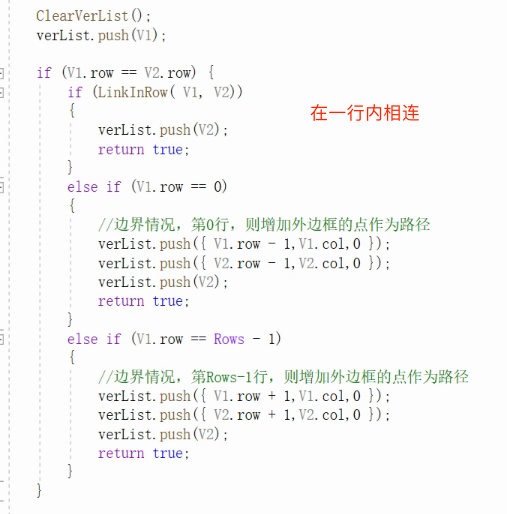 ClearVerList();
verList.push(V1);
if (V1.row == V2.row) {
if (LinkInRow( V1, V2))
{
在一行内相连
verList.push(V2);
return true;
}
else if (V1.row == 0)
{
//边界情况，第0行，则增加外边框的点作为路径
verList.push({ V1.row - 1,V1.col,0 });
verList.push({ V2.row - 1,V2.col,0 });
verList.push(V2);
return true;
}
else if (V1.row == Rows - 1)
{
//边界情况，第Rows-1行，则增加外边框的点作为路径
verList.push({ V1.row + 1,V1.col,0 });
verList.push({ V2.row + 1,V2.col,0 });
verList.push(V2);
return true;
}
}